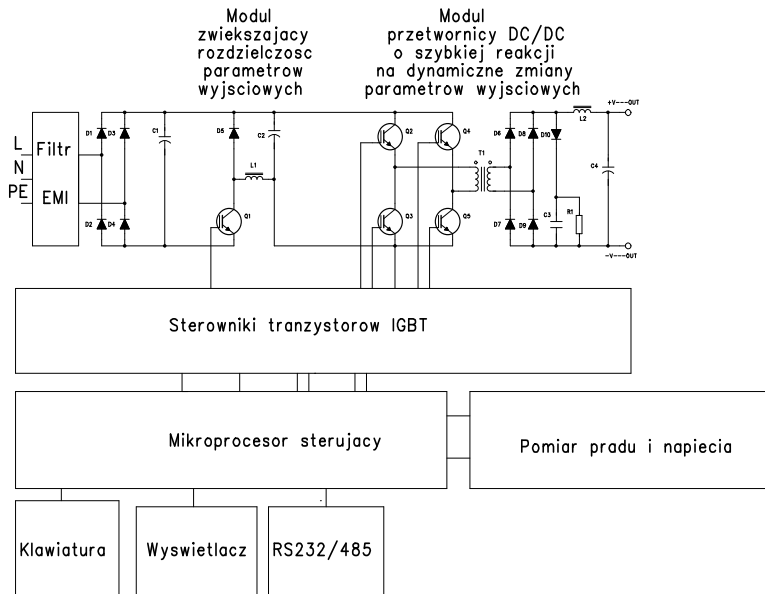 Modul
zwiekszajacy
rozdzielczosc
parametrow
wyjsciowych
Modul
przetwornicy DC/DC
o szybkiej reakcji
na dynamiczne zmiany
parametrow wyjsciowych
+V---OUT
L2
D1
D3
C1
D5
C2
Q2
Q4
D6
D8
D10
T1
C4
L
N
PE
Filtr
EMI
L1
D2
D4
Q1
Q3
Q5
D7
D9
C3
R1
-V---OUT
Sterowniki tranzystorow IGBT
Mikroprocesor sterujacy
Pomiar pradu i napiecia
Klawiatura
Wyswietlacz
RS232/485